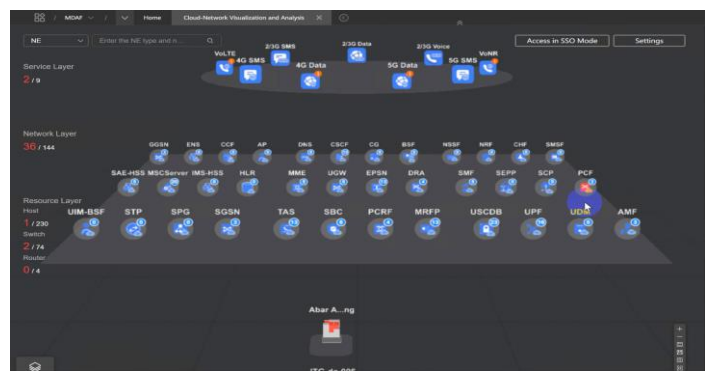 MDAF / Home Cloud-Network Visualization and Analysis
NE Enter the NE type and n... Access in SSO Mode Settings
2/3G SMS 2/3G Data 2/3G Voice
VoLTE 4G SMS 4G Data 5G Data 5G SMS VoNR
Service Layer
2 / 9
Network Layer
36 / 144
GGSN ENS CCF AP DNS CSCF CG BSF NSSF NRF CHF SMSF
SAE-HSS MSCServer IMS-HSS HLR MME UGW EPSN DRA SMF SEPP SCP PCF
Resource Layer
Host
1 / 230
UIM-BSF STP SPG SGSN TAS SBC PCRF MRFP USCDB UPF UDM AMF
Switch
2 / 74
Router
0 / 4
Abar A...ng